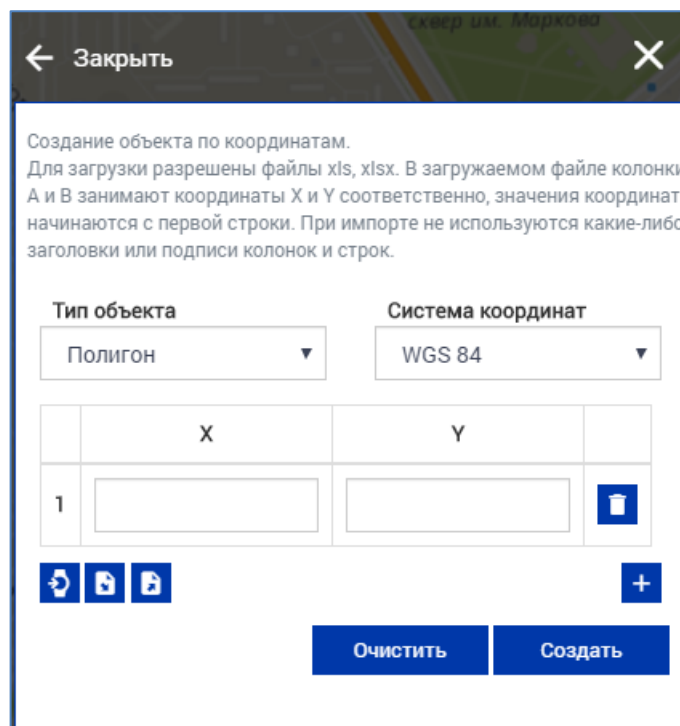 сквер им. Маркова
Закрыть
Создание объекта по координатам.
Для загрузки разрешены файлы xls, xlsx. В загружаемом файле колонки
А и В занимают координаты X и Y соответственно, значения координат
начинаются с первой строки. При импорте не используются какие-либо
заголовки или подписи колонок и строк.
Тип объекта Система координат
Полигон WGS 84
X Y
1
Очистить Создать